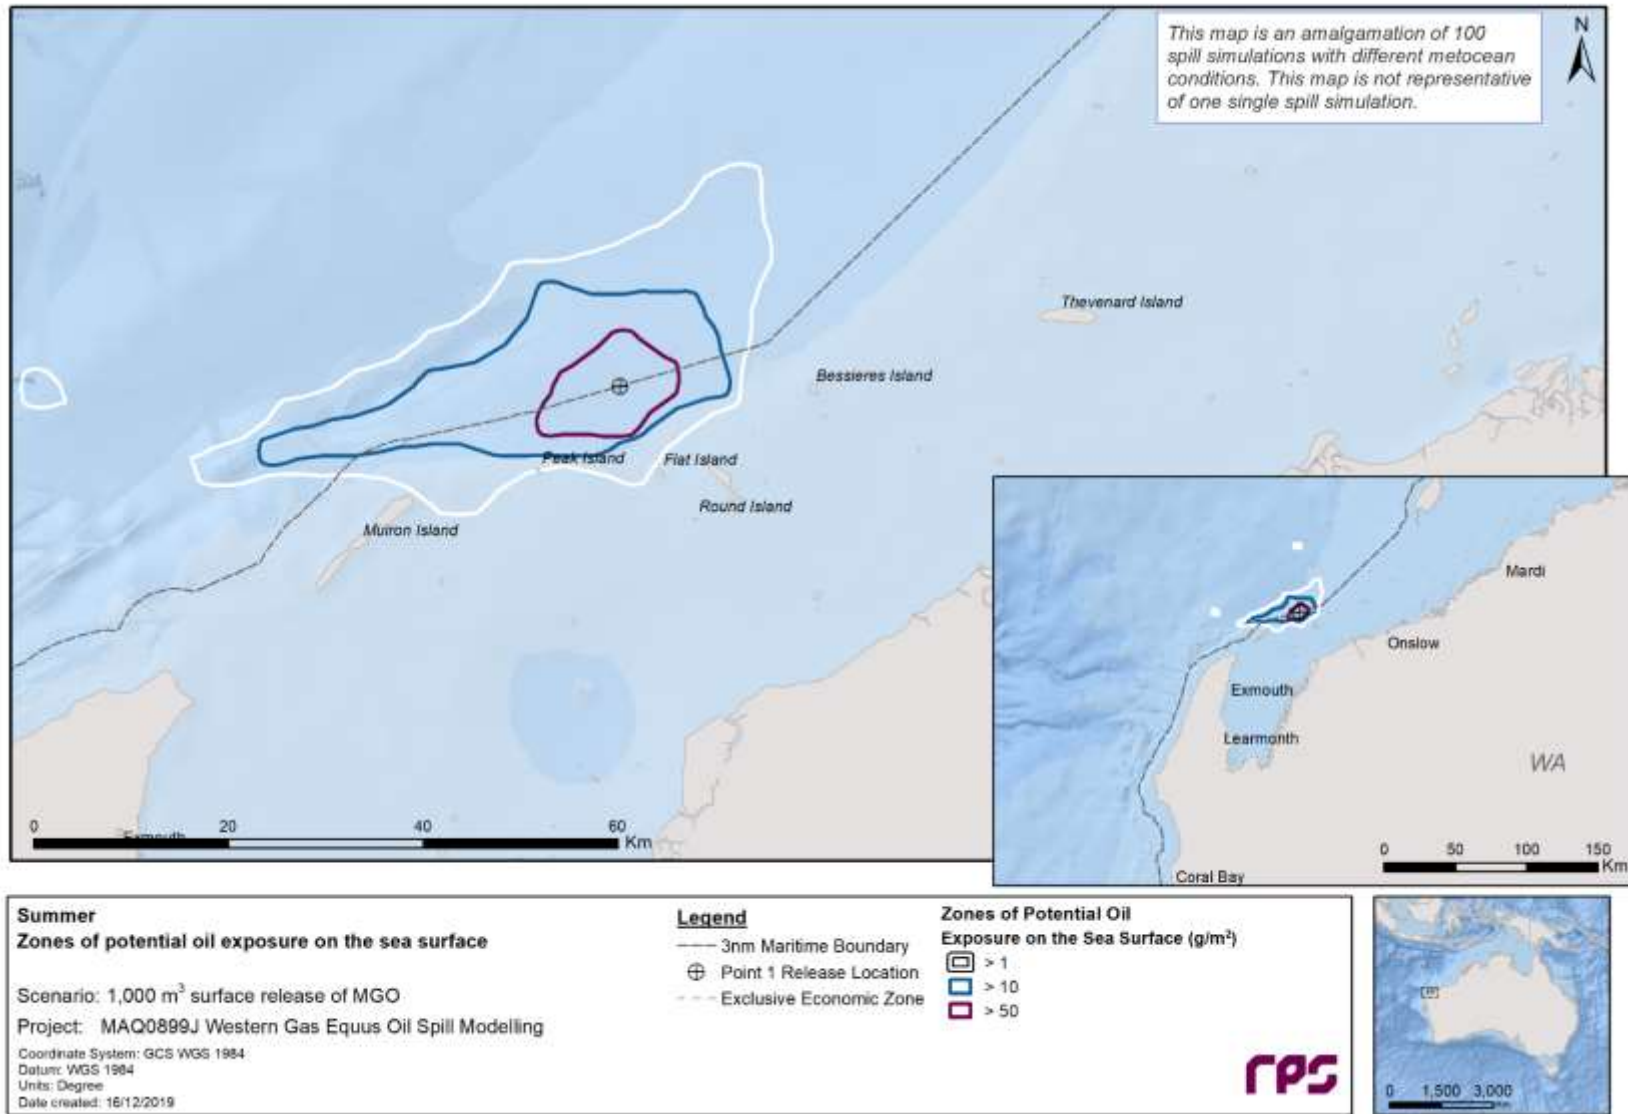 This map is an amalgamation of 100
spill simulations with different metocean
conditions. This map is not representative
of one single spill simulation.
N
Thevenard Island
Bessieres Island
Peak Island
Flat Island
Round Island
Muiron Island
Exmouth
0 20 40 60
Km
Mardi
Onslow
Exmouth
Learmonth
WA
Coral Bay
0 50 100 150
Km
Summer
Zones of potential oil exposure on the sea surface
Scenario: 1,000 m³ surface release of MGO
Project: MAQ0899J Western Gas Equus Oil Spill Modelling
Coordinate System: GCS WGS 1984
Datum: WGS 1984
Units: Degree
Date created: 16/12/2019
Legend
3nm Maritime Boundary
Point 1 Release Location
Exclusive Economic Zone
Zones of Potential Oil
Exposure on the Sea Surface (g/m²)
> 1
> 10
> 50
rps
0 1,500 3,000